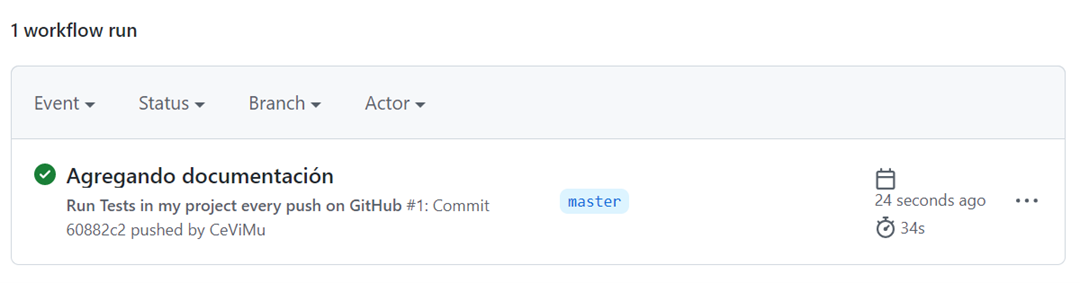 1 workflow run
Event Status Branch Actor
Agregando documentación
Run Tests in my project every push on GitHub #1: Commit
60882c2 pushed by CeViMu
master
24 seconds ago
34s